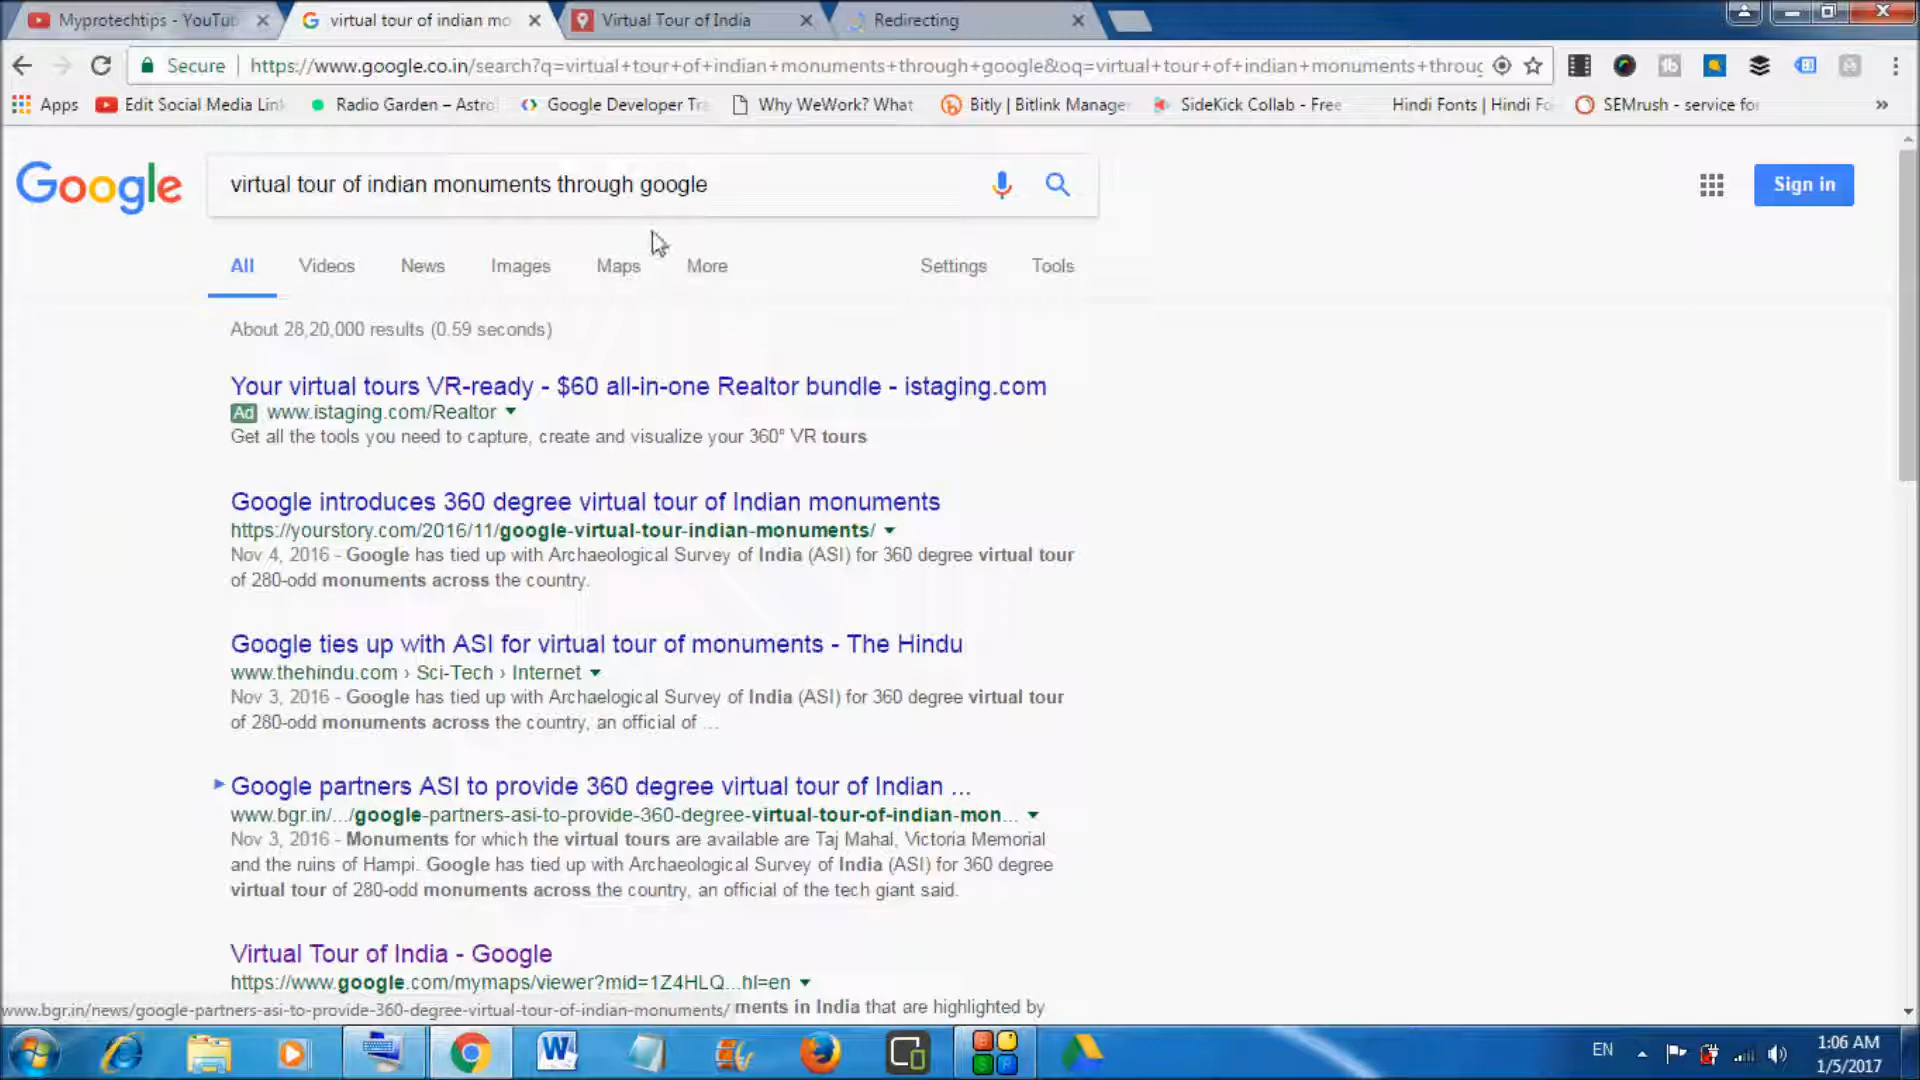 Myprotechtips - YouTub
virtual tour of indian mo
Virtual Tour of India
Redirecting
Secure
https://www.google.co.in/search?q=virtual+tour+of+indian+monuments+through+google&oq=virtual+tour+of+indian+monuments+throug
Apps
Edit Social Media Link
Radio Garden – Astro
Google Developer Tra
Why WeWork? What
Bitly | Bitlink Manage
SideKick Collab - Free
Hindi Fonts | Hindi Fo
SEMrush - service for
»
Google
virtual tour of indian monuments through google
Sign in
All Videos News Images Maps More Settings Tools
About 28,20,000 results (0.59 seconds)
Your virtual tours VR-ready - $60 all-in-one Realtor bundle - istaging.com
Ad www.istaging.com/Realtor
Get all the tools you need to capture, create and visualize your 360° VR tours
Google introduces 360 degree virtual tour of Indian monuments
https://yourstory.com/2016/11/google-virtual-tour-indian-monuments/
Nov 4, 2016 - Google has tied up with Archaeological Survey of India (ASI) for 360 degree virtual tour
of 280-odd monuments across the country.
Google ties up with ASI for virtual tour of monuments - The Hindu
www.thehindu.com › Sci-Tech › Internet
Nov 3, 2016 - Google has tied up with Archaelogical Survey of India (ASI) for 360 degree virtual tour
of 280-odd monuments across the country, an official of ...
Google partners ASI to provide 360 degree virtual tour of Indian ...
www.bgr.in/.../google-partners-asi-to-provide-360-degree-virtual-tour-of-indian-mon...
Nov 3, 2016 - Monuments for which the virtual tours are available are Taj Mahal, Victoria Memorial
and the ruins of Hampi. Google has tied up with Archaelogical Survey of India (ASI) for 360 degree
virtual tour of 280-odd monuments across the country, an official of the tech giant said.
Virtual Tour of India - Google
https://www.google.com/mymaps/viewer?mid=1Z4HLQ...hl=en
ments in India that are highlighted by
www.bgr.in/news/google-partners-asi-to-provide-360-degree-virtual-tour-of-indian-monuments/
EN
1:06 AM
1/5/2017